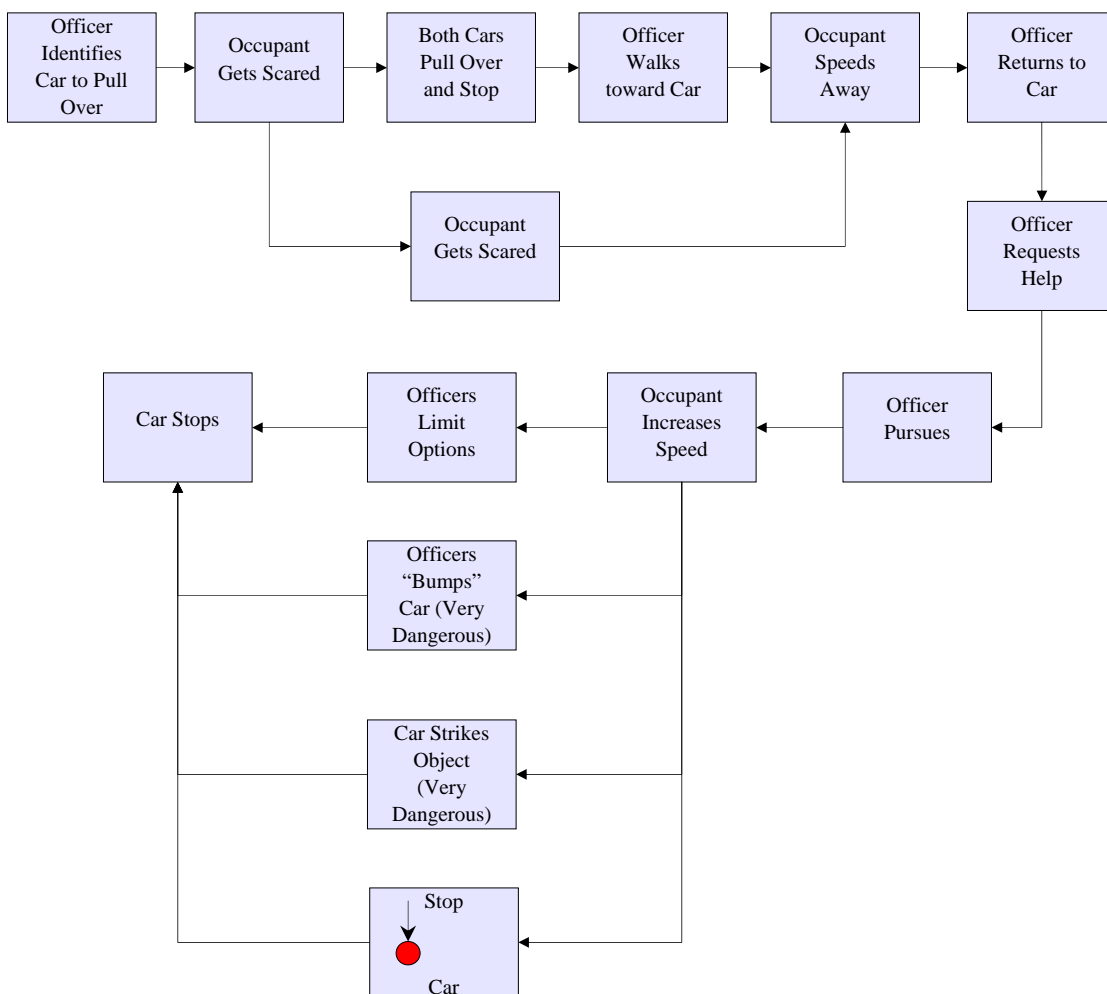 Officer
Identifies
Car to Pull
Over
Occupant
Gets Scared
Both Cars
Pull Over
and Stop
Officer
Walks
toward Car
Occupant
Speeds
Away
Officer
Returns to
Car
Occupant
Gets Scared
Officer
Requests
Help
Car Stops
Officers
Limit
Options
Occupant
Increases
Speed
Officer
Pursues
Officers
“Bumps”
Car (Very
Dangerous)
Car Strikes
Object
(Very
Dangerous)
Stop
Car